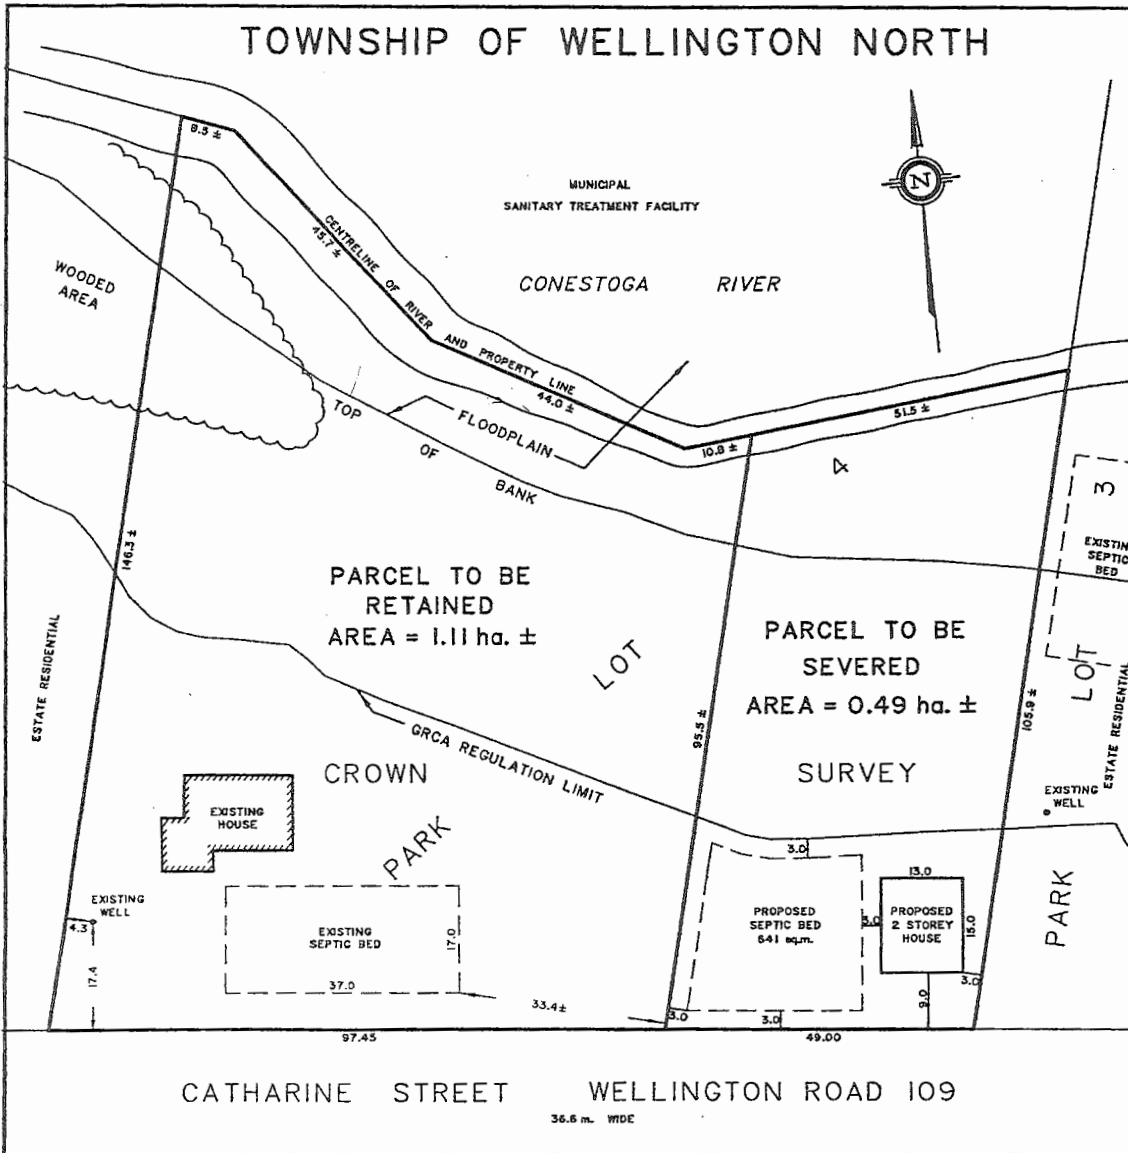 TOWNSHIP OF WELLINGTON NORTH
8.5 ±
MUNICIPAL
SANITARY TREATMENT FACILITY
N
CENTRELINE OF RIVER AND PROPERTY LINE
45.7 ±
44.0 ±
CONESTOGA RIVER
WOODED
AREA
TOP OF BANK
FLOODPLAIN
10.8 ±
51.5 ±
4
3
EXISTIN
SEPTIC
BED
146.3 ±
PARCEL TO BE
RETAINED
AREA = 1.11 ha. ±
PARCEL TO BE
SEVERED
AREA = 0.49 ha. ±
LOT
LOT
ESTATE RESIDENTIAL
ESTATE RESIDENTIAL
95.5 ±
105.9 ±
GRCA REGULATION LIMIT
CROWN
SURVEY
EXISTING
WELL
EXISTING
HOUSE
PARK
PARK
3.0
13.0
EXISTING
WELL
4.3
17.4
EXISTING
SEPTIC BED
17.0
37.0
33.4±
PROPOSED
SEPTIC BED
641 sq.m.
3.0
PROPOSED
2 STOREY
HOUSE
15.0
3.0
9.0
3.0
3.0
97.45
49.00
CATHARINE STREET WELLINGTON ROAD 109
36.6 m. WIDE